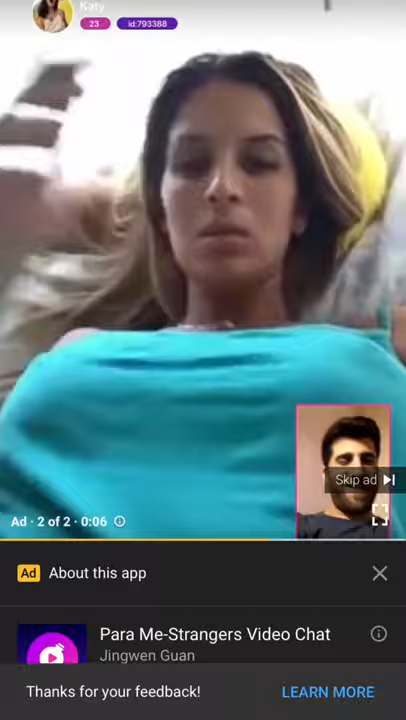 Katy
23 id:793388
Skip ad
Ad · 2 of 2 · 0:06
Ad About this app
Para Me-Strangers Video Chat
Jingwen Guan
Thanks for your feedback! LEARN MORE